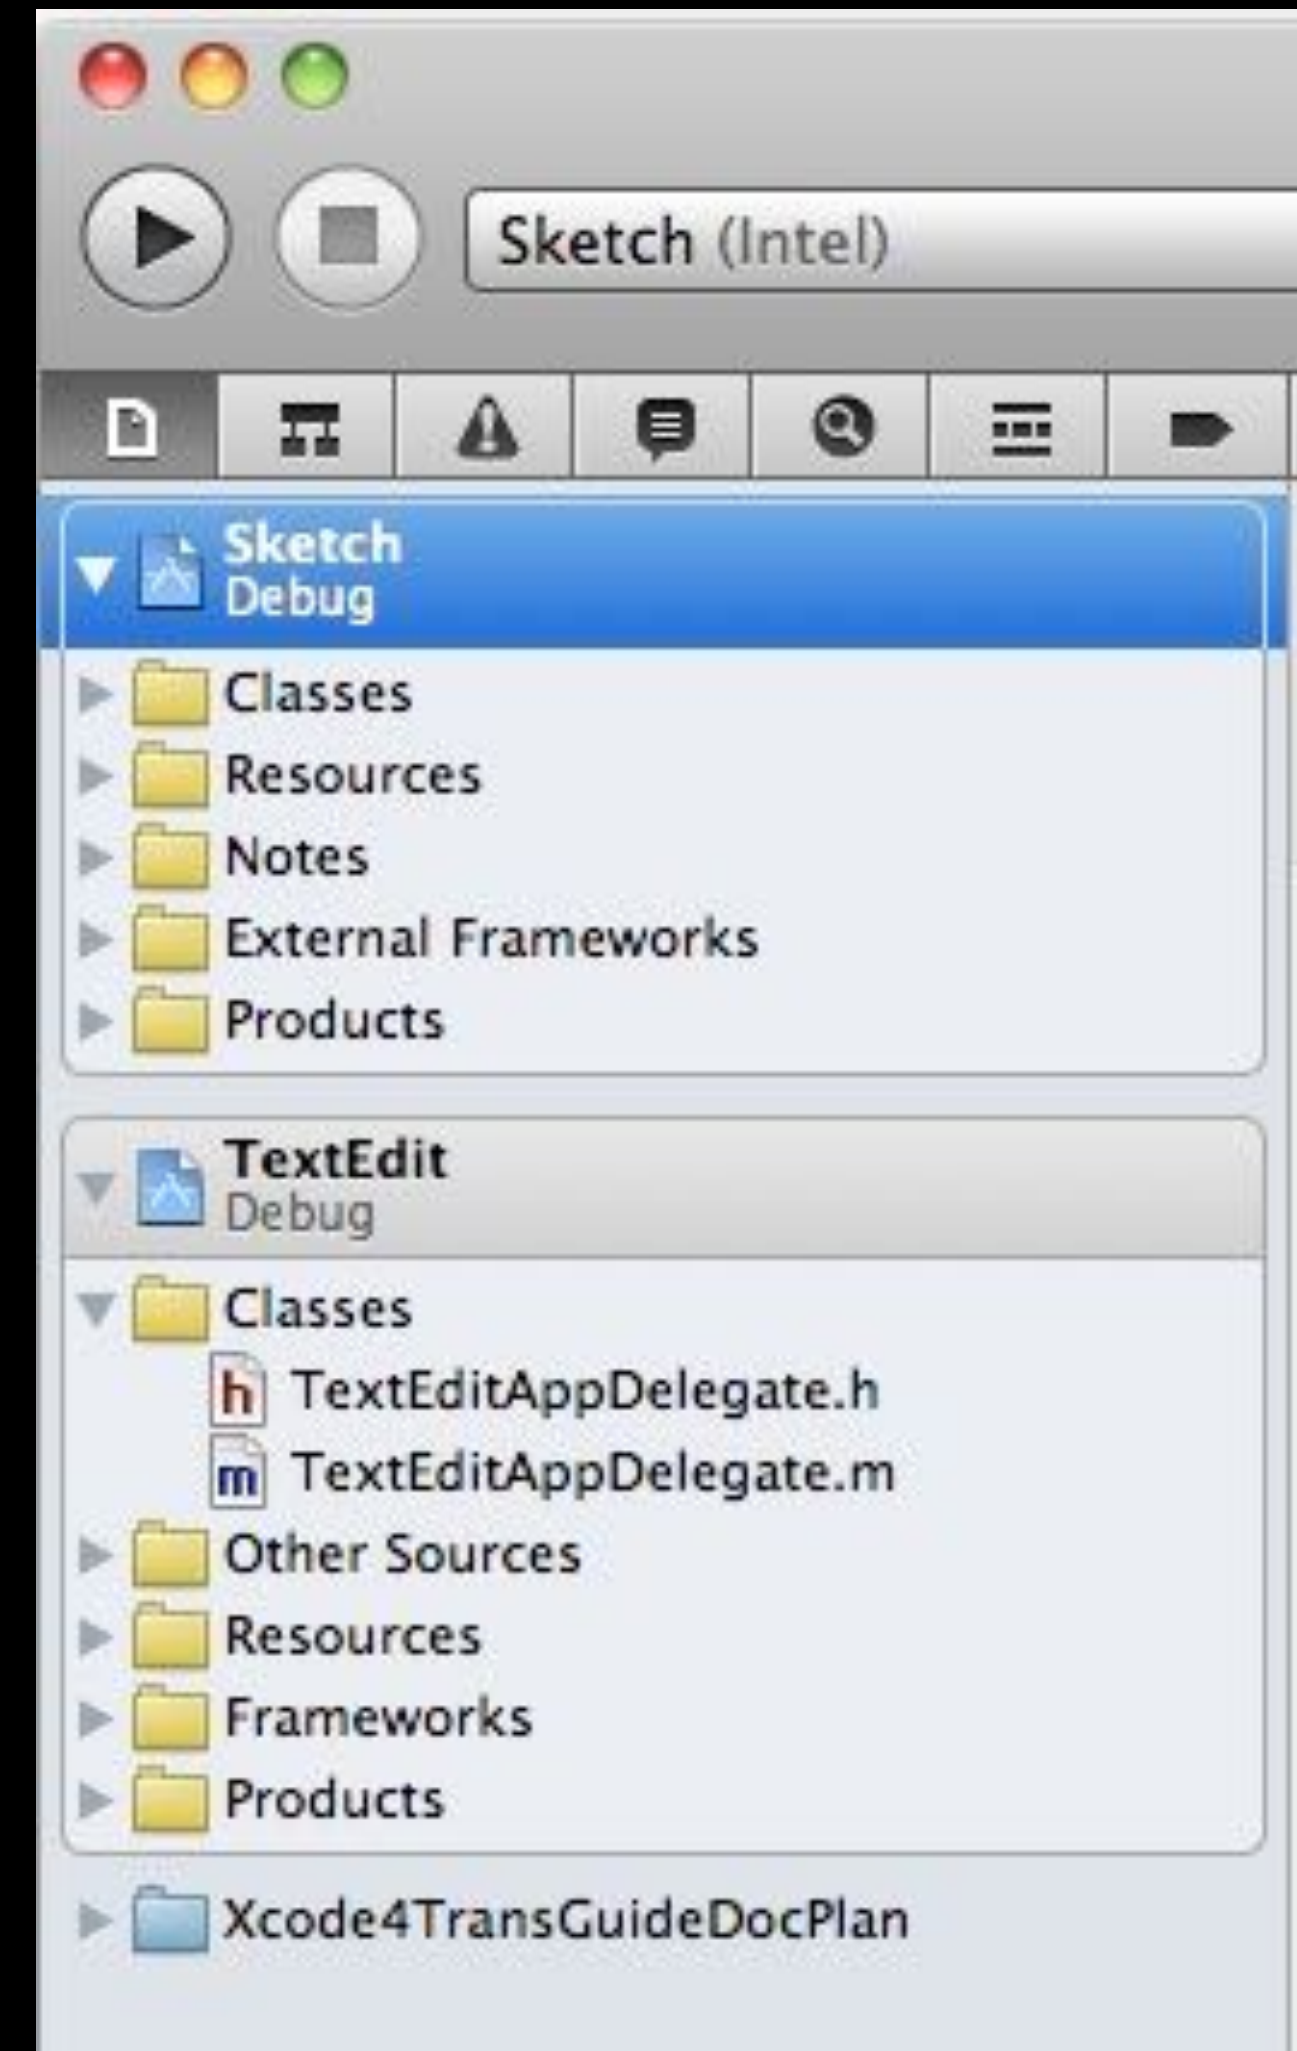 Sketch (Intel)
Sketch
Debug
Classes
Resources
Notes
External Frameworks
Products
TextEdit
Debug
Classes
h TextEditAppDelegate.h
m TextEditAppDelegate.m
Other Sources
Resources
Frameworks
Products
Xcode4TransGuideDocPlan